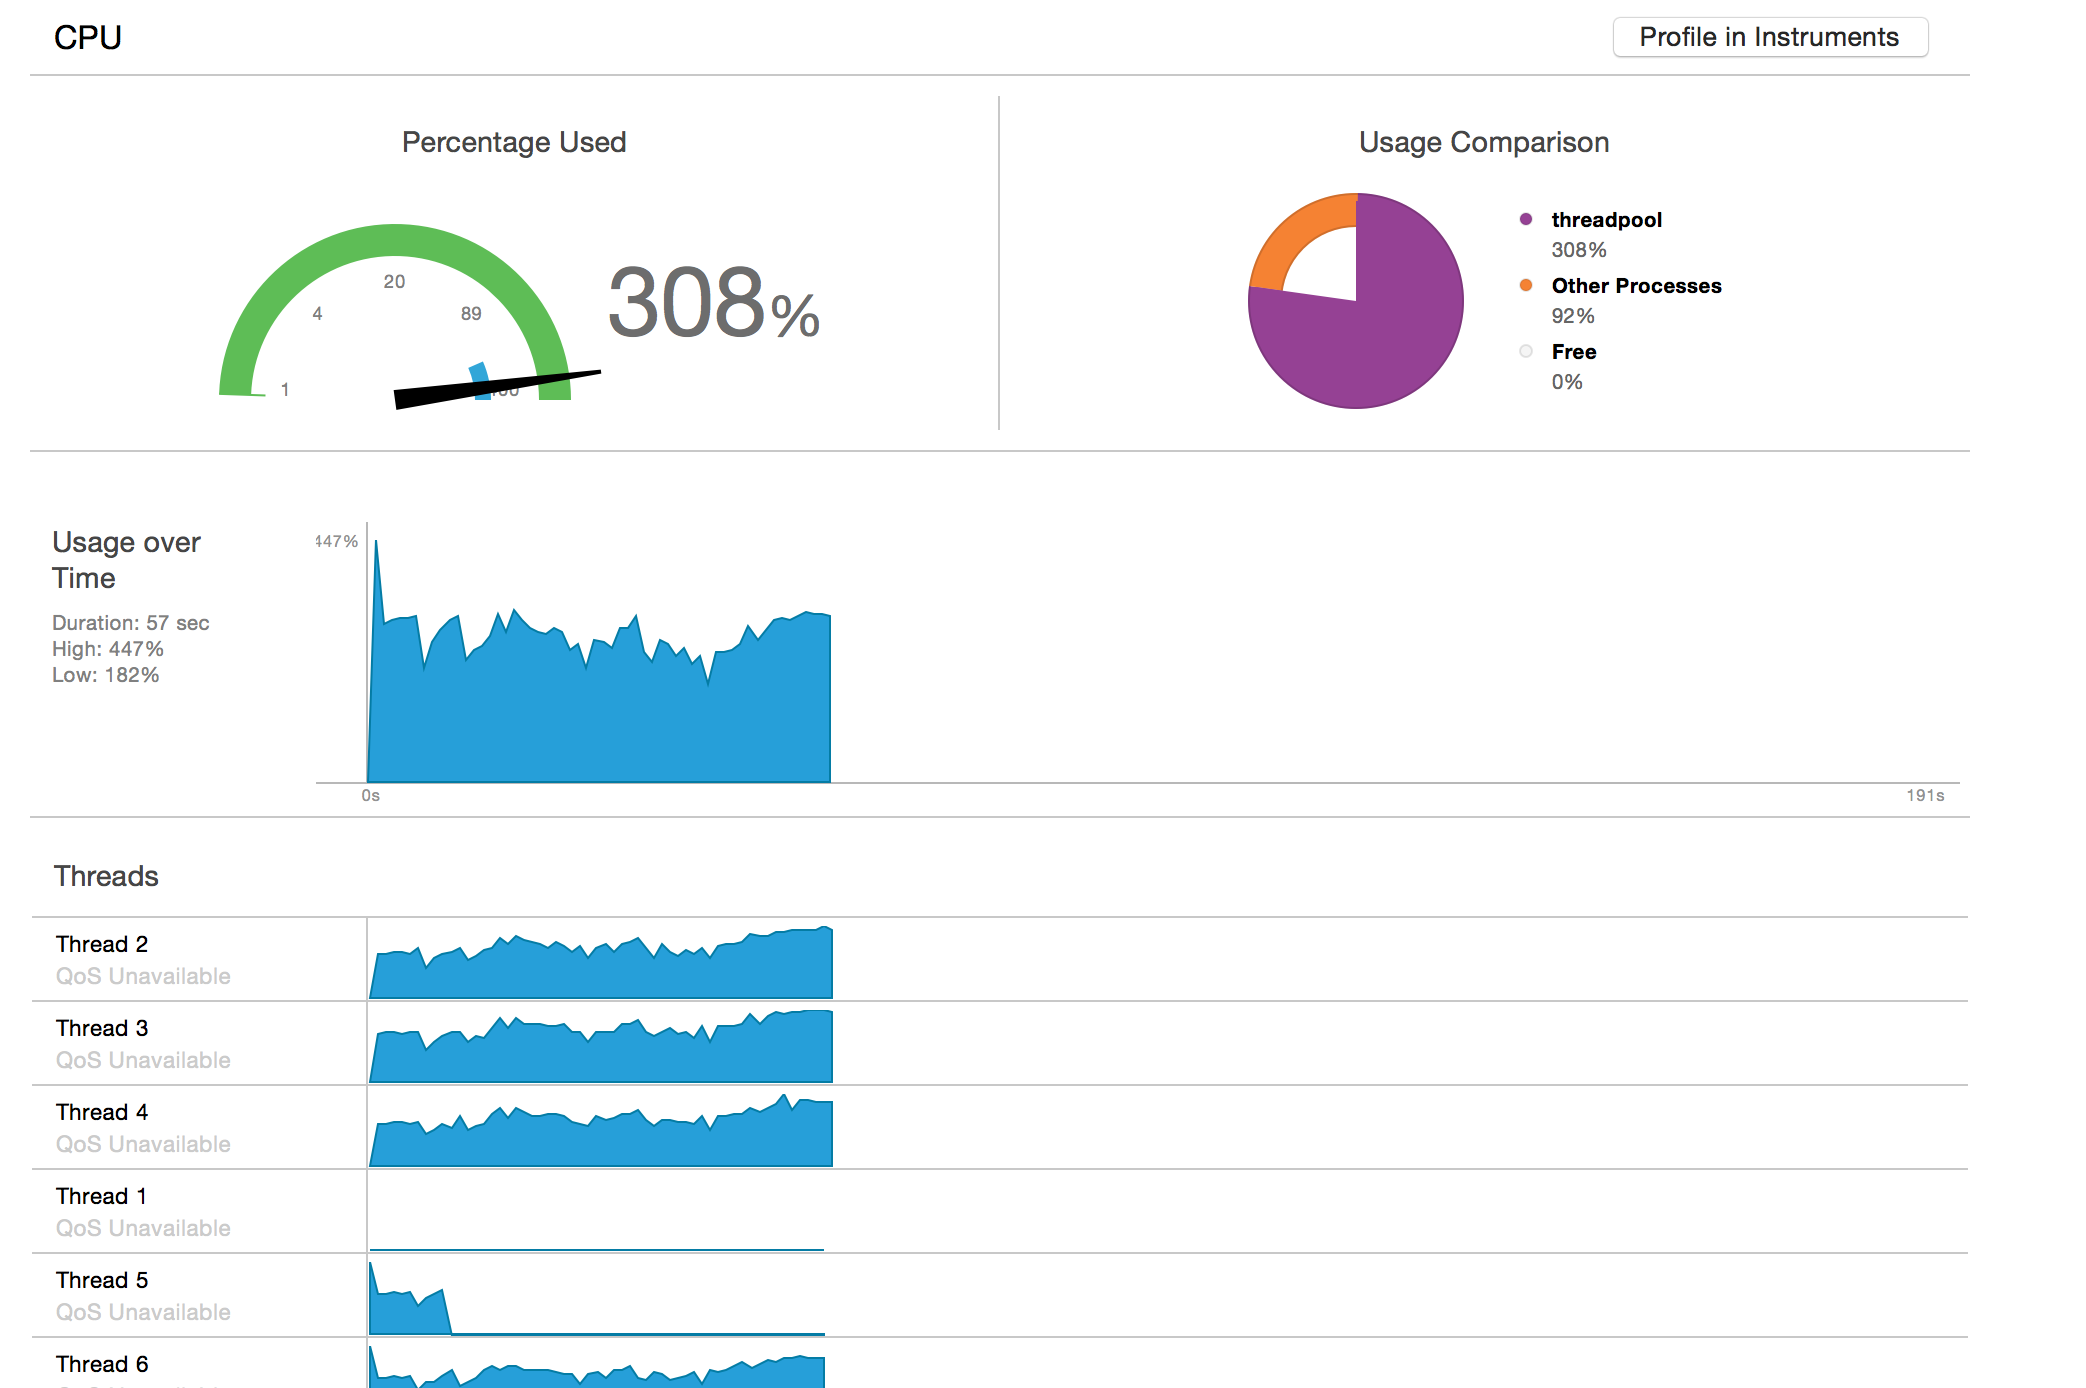 CPU
Profile in Instruments
Percentage Used
Usage Comparison
20
4
89
1
308%
threadpool
308%
Other Processes
92%
Free
0%
Usage over
Time
Duration: 57 sec
High: 447%
Low: 182%
447%
0s
191s
Threads
Thread 2
QoS Unavailable
Thread 3
QoS Unavailable
Thread 4
QoS Unavailable
Thread 1
QoS Unavailable
Thread 5
QoS Unavailable
Thread 6